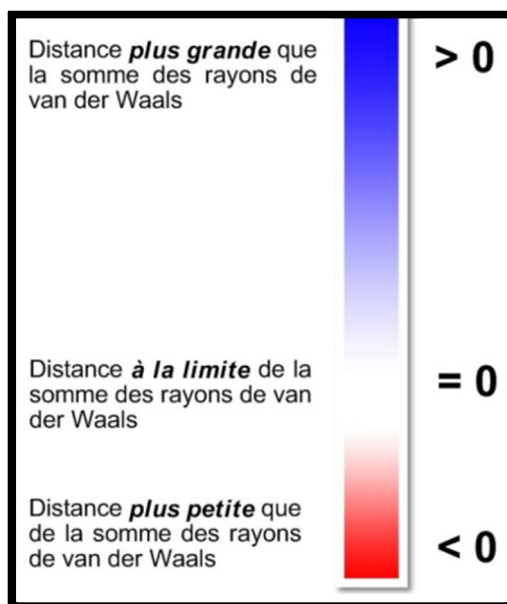 Distance plus grande que
la somme des rayons de
van der Waals
> 0
Distance à la limite de la
somme des rayons de van
der Waals
= 0
Distance plus petite que
de la somme des rayons
de van der Waals
< 0